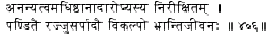 अनन्यत्वमधिष्ठानादारोप्यस्य निरीक्षितम् ।
पण्डितै रज्जुसर्पादौ विकल्पो भ्रान्तिजीवनः ॥ ४०६॥